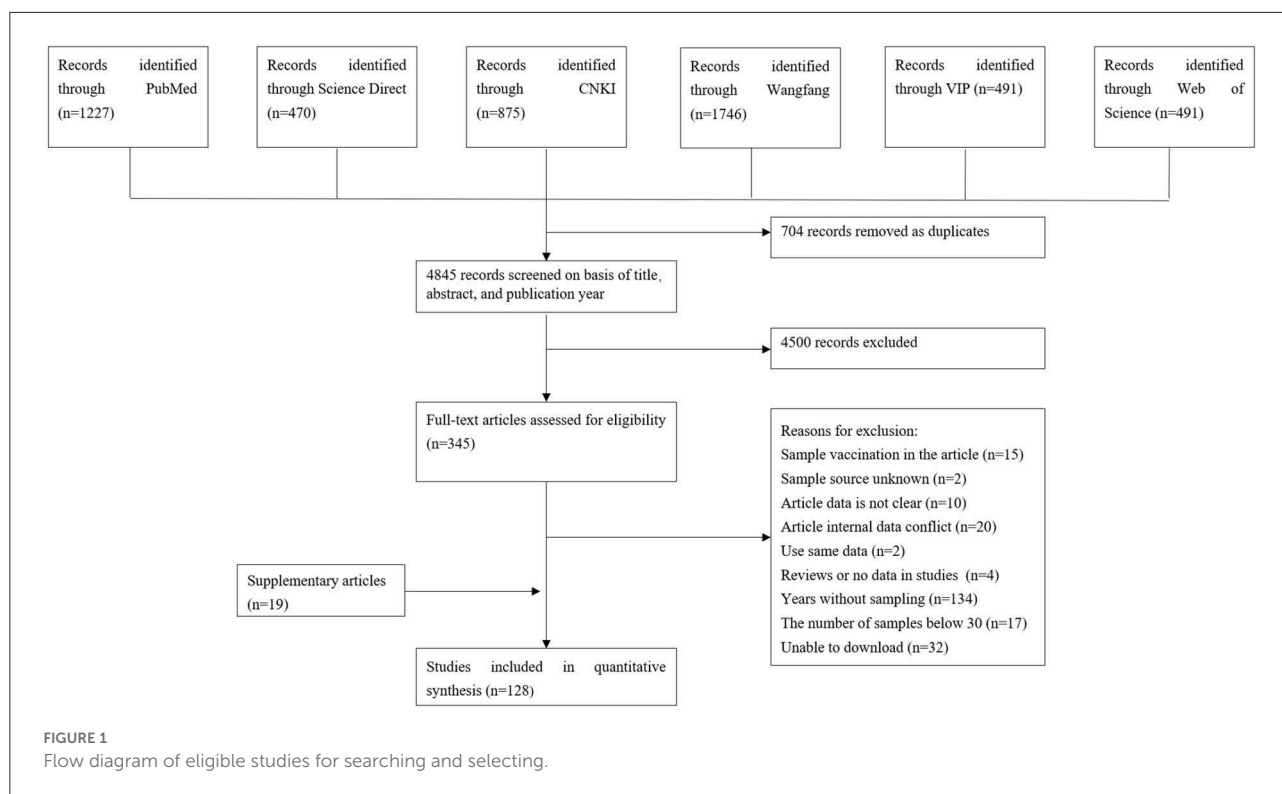 Records identified
through PubMed
(n=1227)
Records identified
through Science Direct
(n=470)
Records identified
through CNKI
(n=875)
Records identified
through Wangfang
(n=1746)
Records identified
through VIP (n=491)
Records identified
through Web of
Science (n=491)
704 records removed as duplicates
4845 records screened on basis of title,
abstract, and publication year
4500 records excluded
Full-text articles assessed for eligibility
(n=345)
Reasons for exclusion:
Sample vaccination in the article (n=15)
Sample source unknown (n=2)
Article data is not clear (n=10)
Article internal data conflict (n=20)
Use same data (n=2)
Reviews or no data in studies (n=4)
Years without sampling (n=134)
The number of samples below 30 (n=17)
Unable to download (n=32)
Supplementary articles
(n=19)
Studies included in quantitative
synthesis (n=128)
FIGURE 1
Flow diagram of eligible studies for searching and selecting.